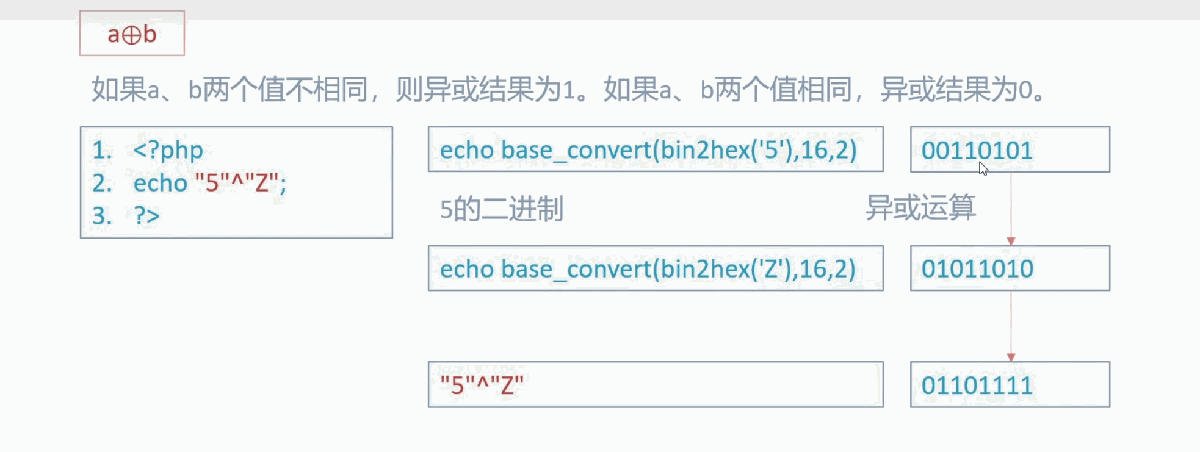 a⊕b
如果a、b两个值不相同，则异或结果为1。如果a、b两个值相同，异或结果为0。
1. <?php
2. echo "5"^"Z";
3. ?>
echo base_convert(bin2hex('5'),16,2)
00110101
5的二进制
异或运算
echo base_convert(bin2hex('Z'),16,2)
01011010
"5"^"Z"
01101111